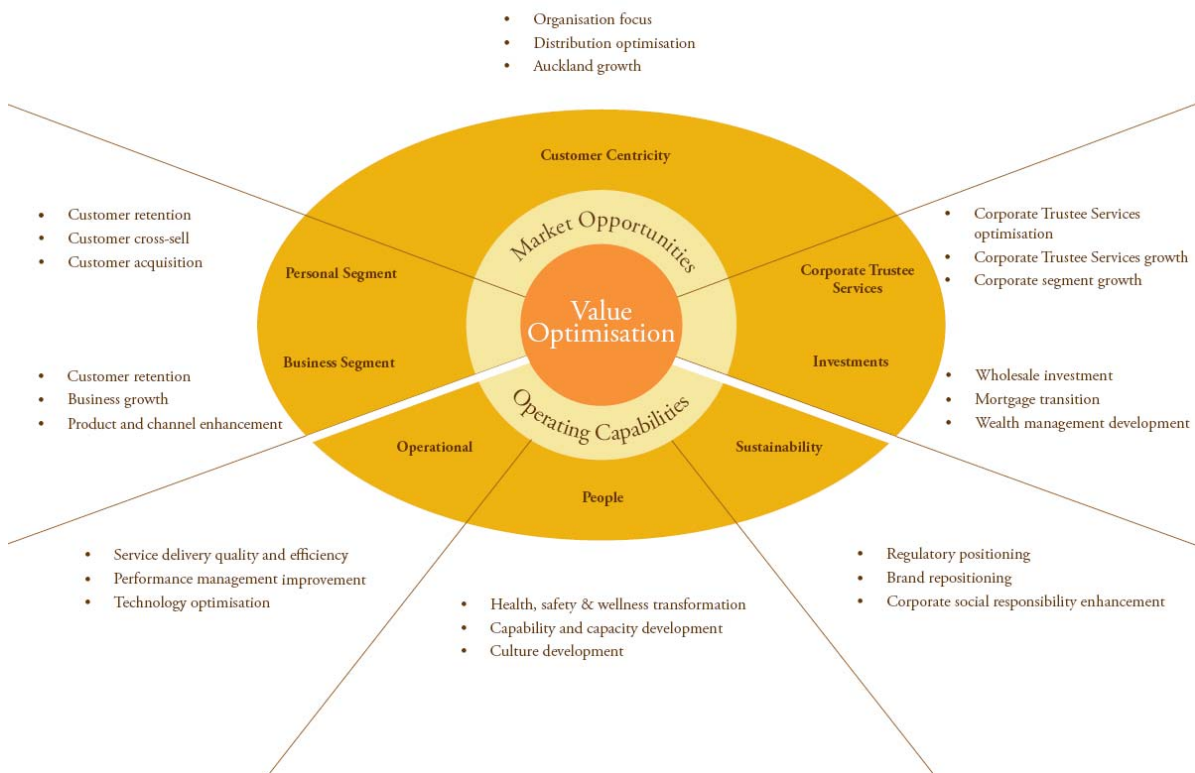 • Organisation focus
• Distribution optimisation
• Auckland growth
Customer Centricity
Market Opportunities
• Customer retention
• Customer cross-sell
• Customer acquisition
Personal Segment
Corporate Trustee
Services
• Corporate Trustee Services
optimisation
• Corporate Trustee Services growth
• Corporate segment growth
Value
Optimisation
Business Segment
Investments
• Customer retention
• Business growth
• Product and channel enhancement
• Wholesale investment
• Mortgage transition
• Wealth management development
Operating Capabilities
Operational
Sustainability
People
• Service delivery quality and efficiency
• Performance management improvement
• Technology optimisation
• Health, safety & wellness transformation
• Capability and capacity development
• Culture development
• Regulatory positioning
• Brand repositioning
• Corporate social responsibility enhancement